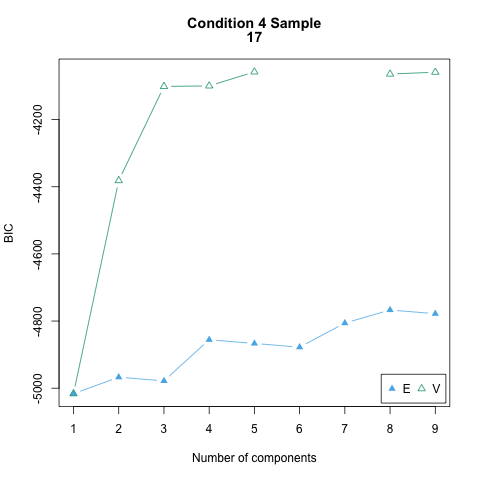 Condition 4 Sample
17
BIC
-4200
-4400
-4600
-4800
-5000
E V
1 2 3 4 5 6 7 8 9
Number of components